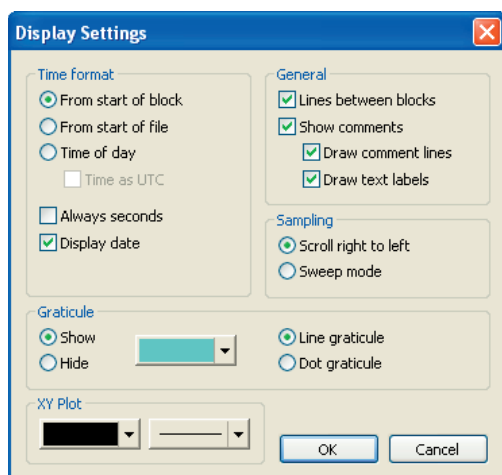 Display Settings
Time format
From start of block
From start of file
Time of day
Time as UTC
Always seconds
Display date
General
Lines between blocks
Show comments
Draw comment lines
Draw text labels
Sampling
Scroll right to left
Sweep mode
Graticule
Show
Hide
Line graticule
Dot graticule
XY Plot
OK
Cancel